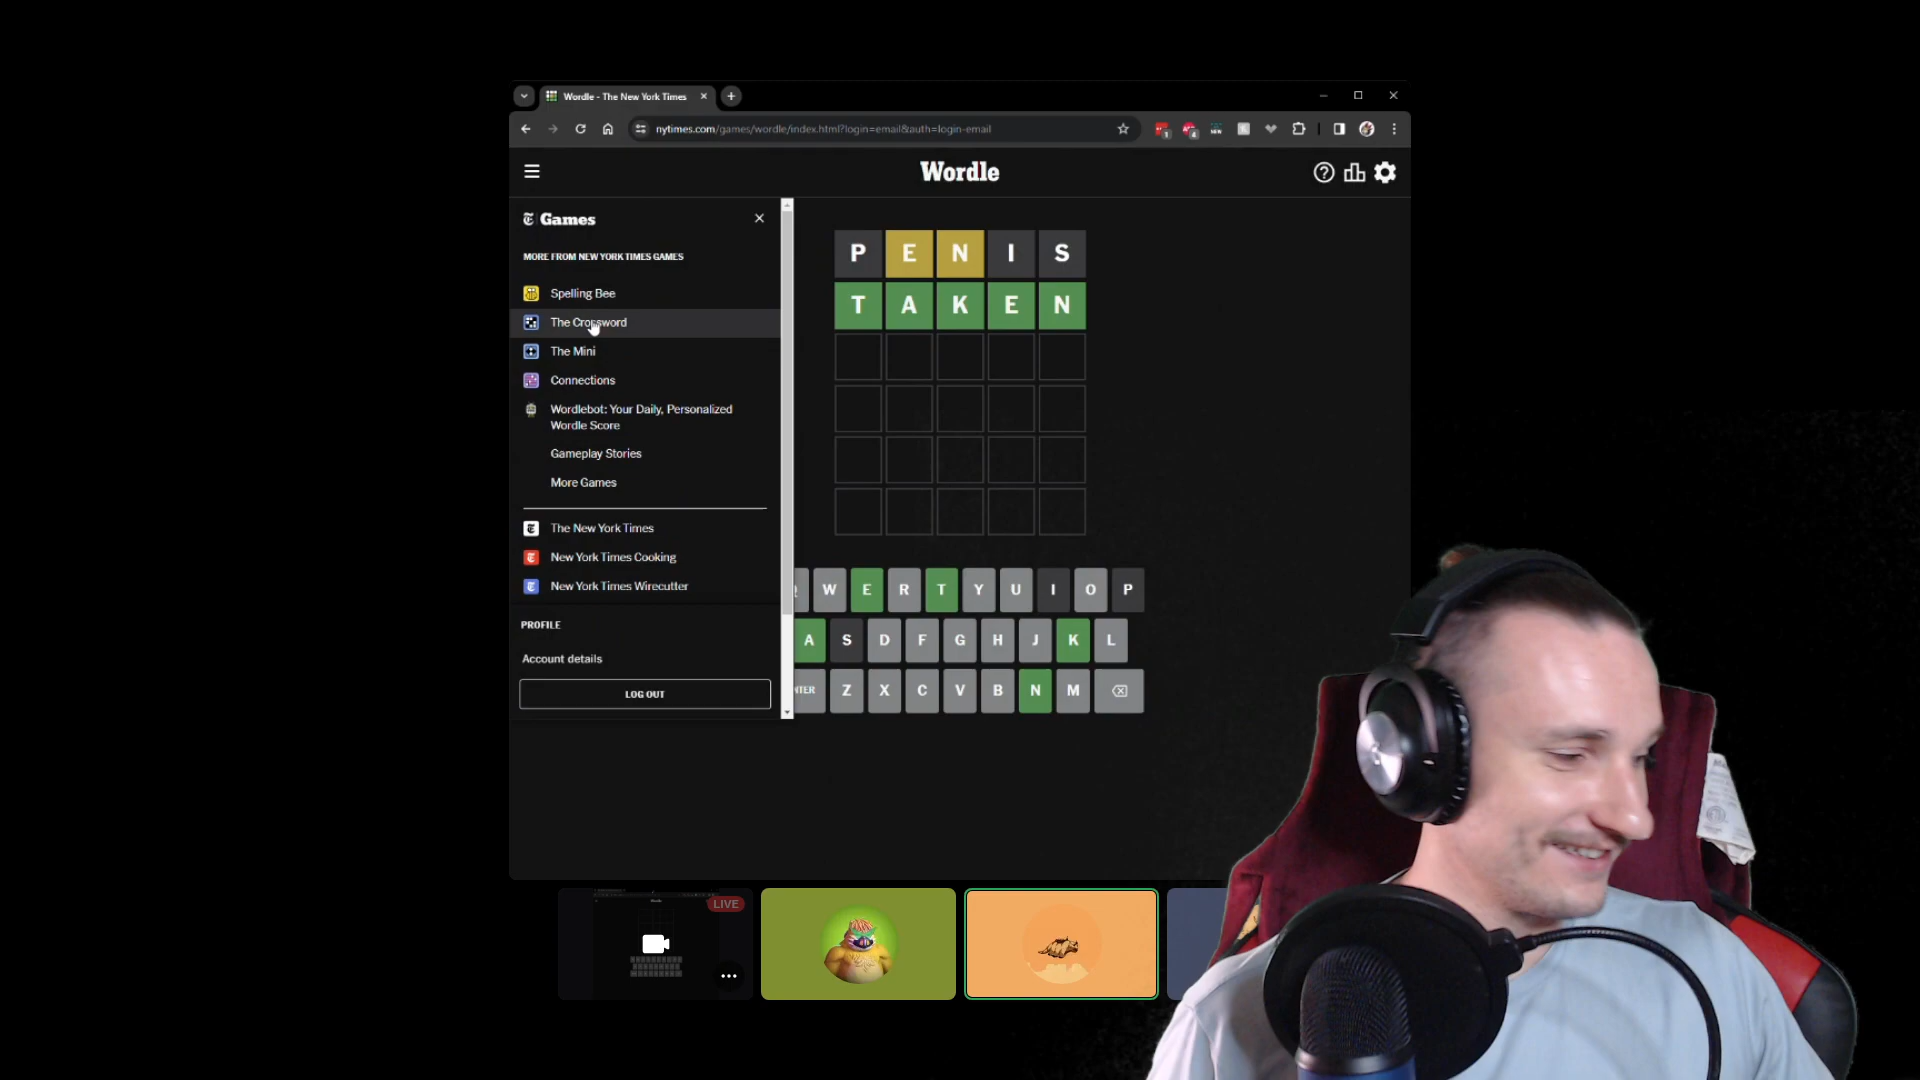 Wordle - The New York Times
nytimes.com/games/wordle/index.html?login=email&auth=login-email
Wordle
Games
MORE FROM NEW YORK TIMES GAMES
Spelling Bee
The Crossword
The Mini
Connections
Wordlebot: Your Daily, Personalized
Wordle Score
Gameplay Stories
More Games
The New York Times
New York Times Cooking
New York Times Wirecutter
PROFILE
Account details
LOG OUT
P E N I S
T A K E N
W E R T Y U I O P
A S D F G H J K L
Z X C V B N M
LIVE